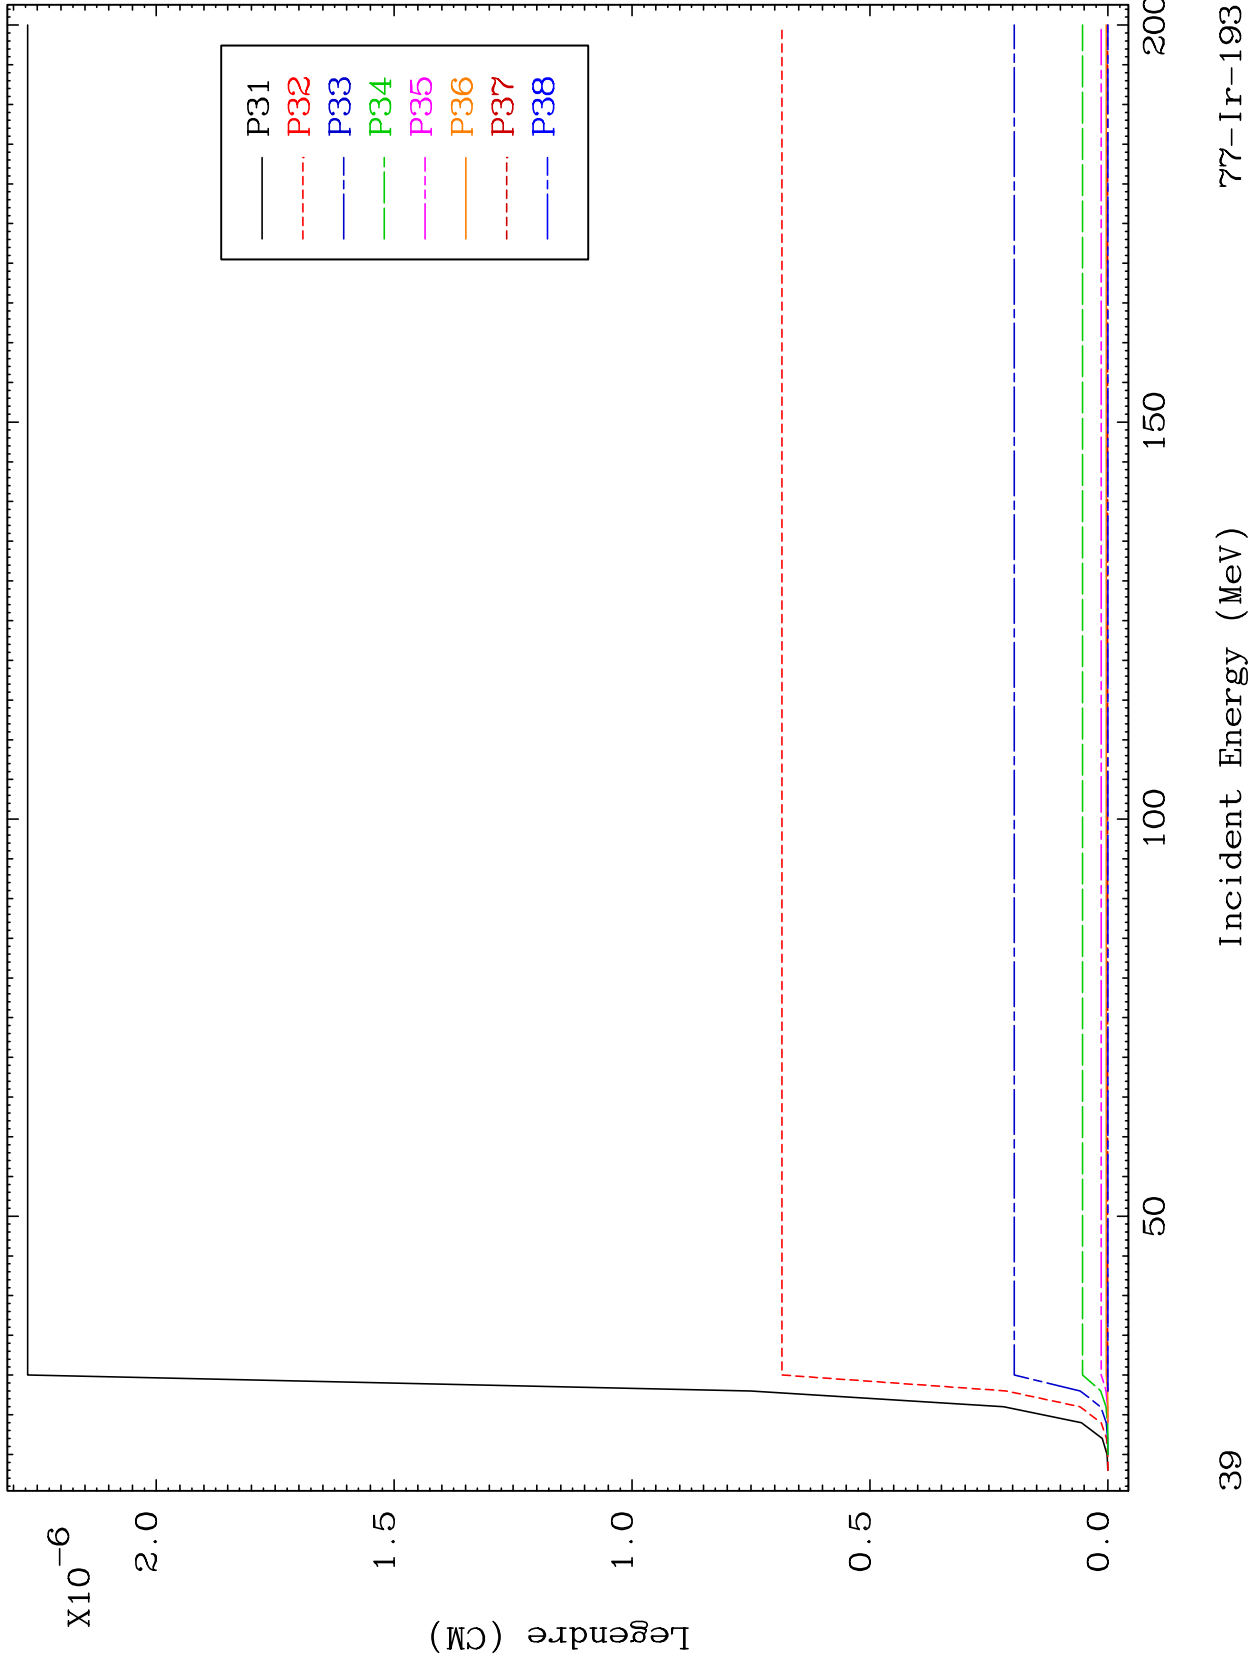 X10-6
2.0
1.5
1.0
0.5
0.0
Legendre (CM)
P31
P32
P33
P34
P35
P36
P37
P38
50
100
150
200
Incident Energy (MeV)
39
77-Ir-193